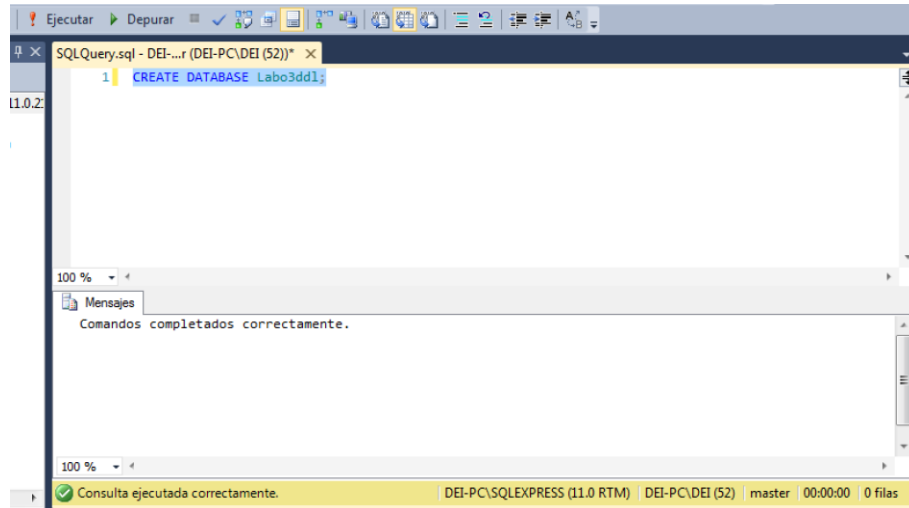 Ejecutar Depurar
SQLQuery.sql - DEI-...r (DEI-PC\DEI (52))*
11.0.2
1 CREATE DATABASE Labo3ddl;
100 %
Mensajes
Comandos completados correctamente.
100 %
Consulta ejecutada correctamente. DEI-PC\SQLEXPRESS (11.0 RTM) DEI-PC\DEI (52) master 00:00:00 0 filas